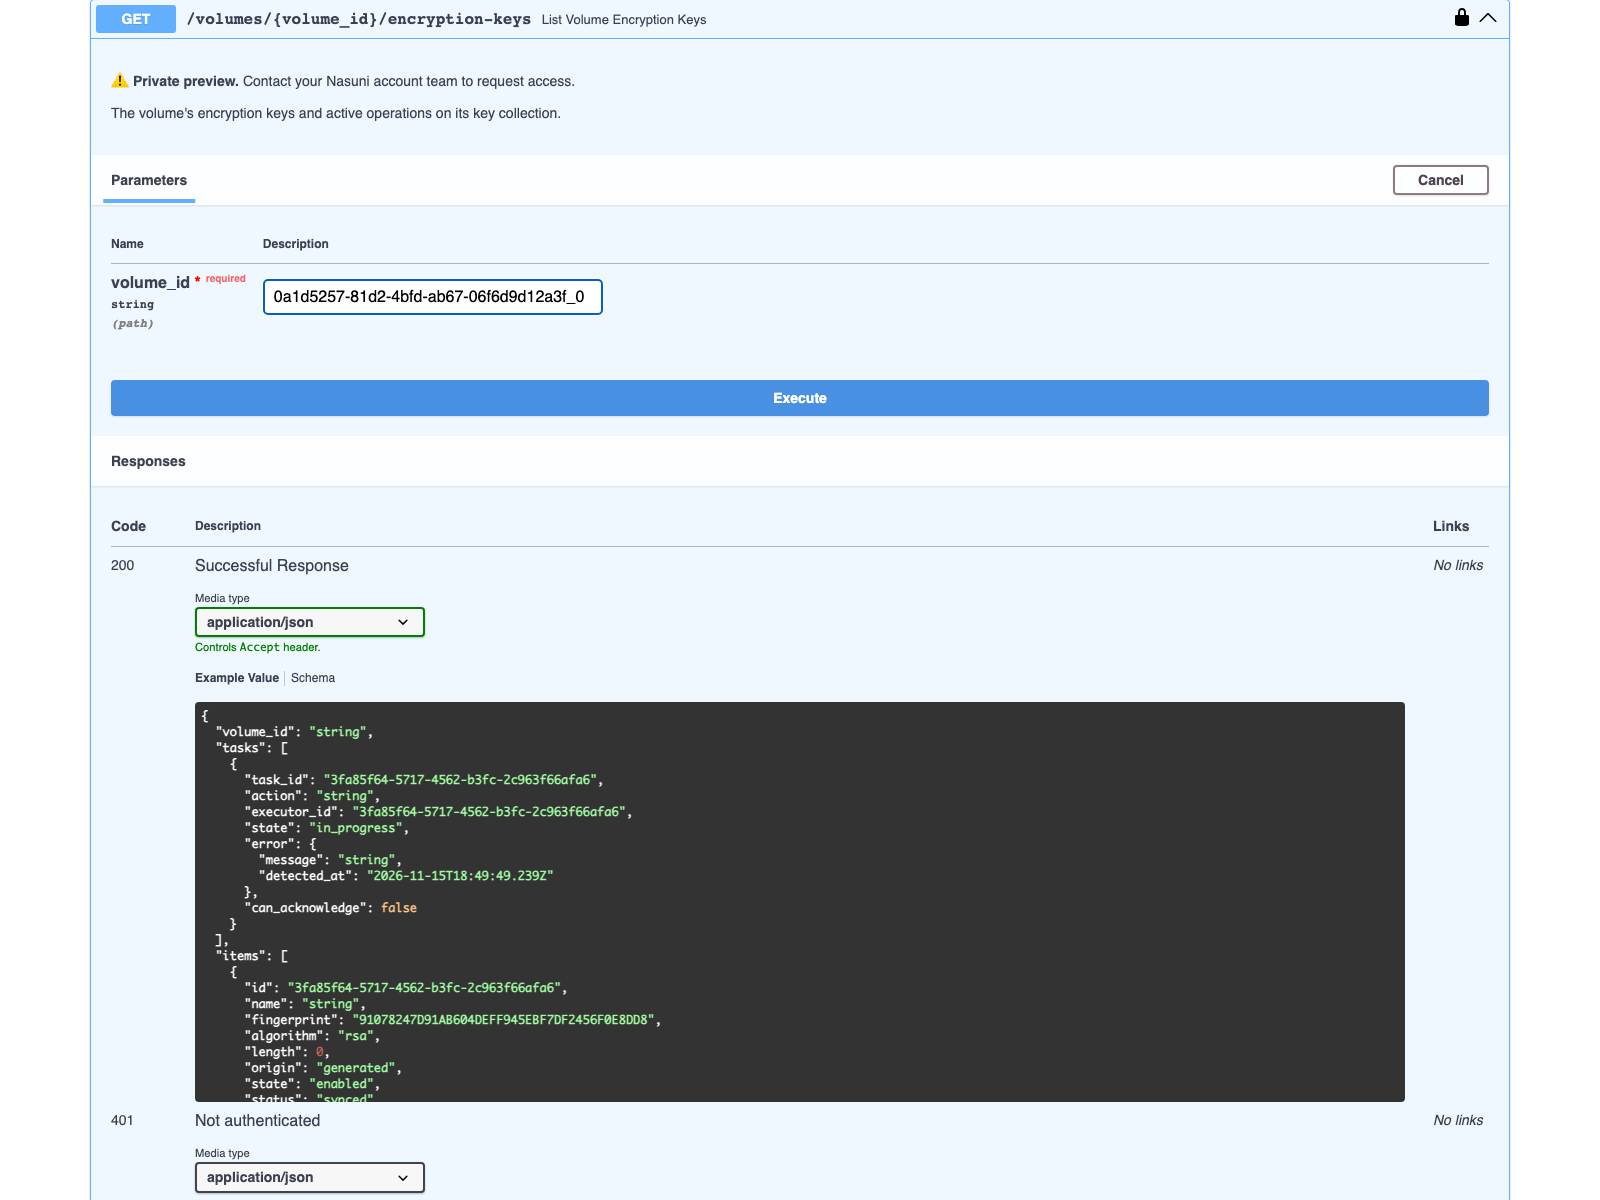 GET /volumes/{volume_id}/encryption-keys List Volume Encryption Keys
Private preview. Contact your Nasuni account team to request access.
The volume's encryption keys and active operations on its key collection.
Parameters
Cancel
Name Description
volume_id * required
string
(path)
0a1d5257-81d2-4bfd-ab67-06f6d9d12a3f_0
Execute
Responses
Code Description Links
200 Successful Response No links
Media type
application/json
Controls Accept header.
Example Value Schema
{
"volume_id": "string",
"tasks": [
{
"task_id": "3fa85f64-5717-4562-b3fc-2c963f66afa6",
"action": "string",
"executor_id": "3fa85f64-5717-4562-b3fc-2c963f66afa6",
"state": "in_progress",
"error": {
"message": "string",
"detected_at": "2026-11-15T18:49:49.239Z"
},
"can_acknowledge": false
}
],
"items": [
{
"id": "3fa85f64-5717-4562-b3fc-2c963f66afa6",
"name": "string",
"fingerprint": "91078247D91AB604DEFF945EBF7DF2456F0E8DD8",
"algorithm": "rsa",
"length": 0,
"origin": "generated",
"state": "enabled",
"status": "synced"
401 Not authenticated No links
Media type
application/json